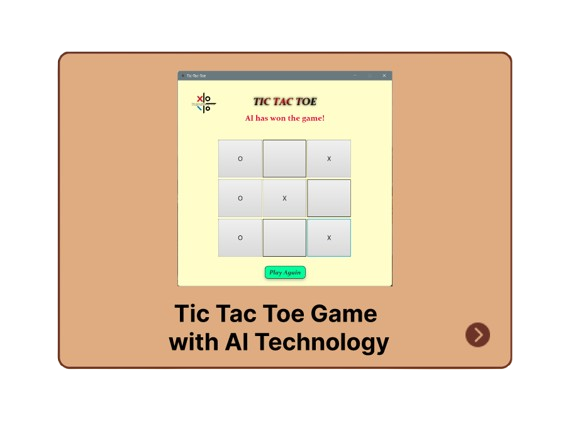 Tic Tac Toe
TIC TAC TOE
AI has won the game!
O X
O X
O X
Play Again
Tic Tac Toe Game
with AI Technology